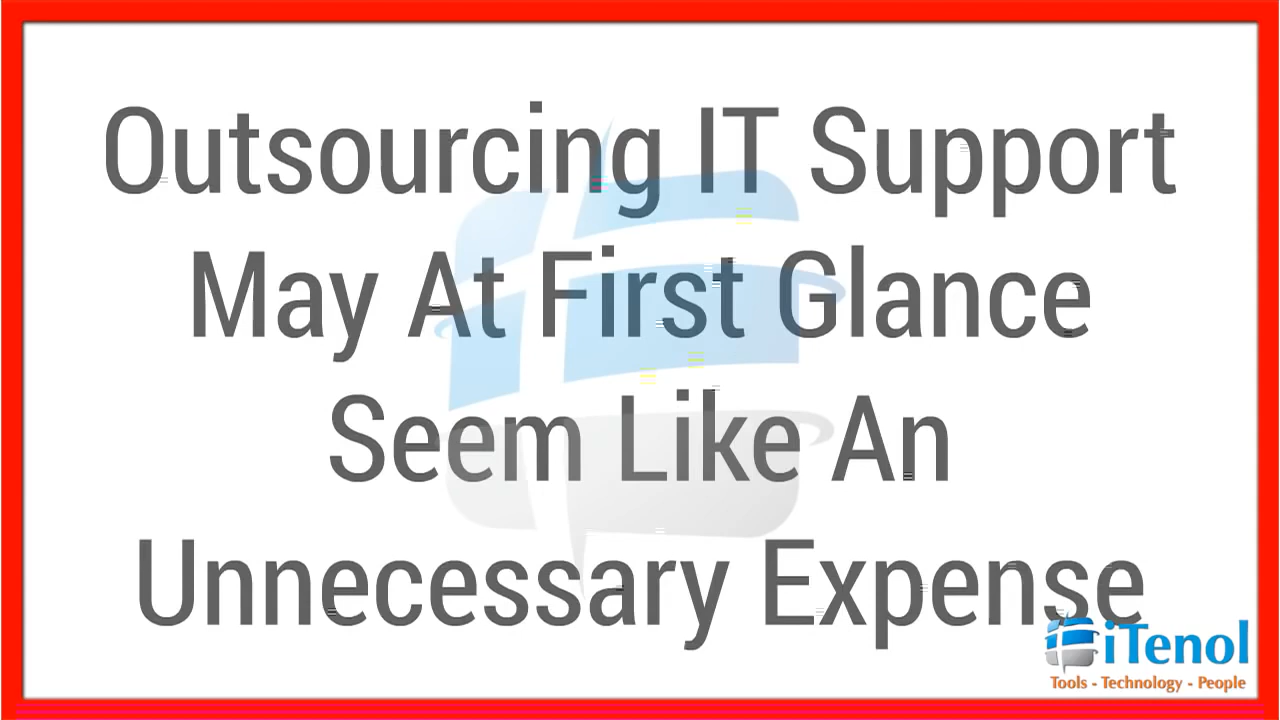 Outsourcing IT Support
May At First Glance
Seem Like An
Unnecessary Expense
iTenol
Tools - Technology - People